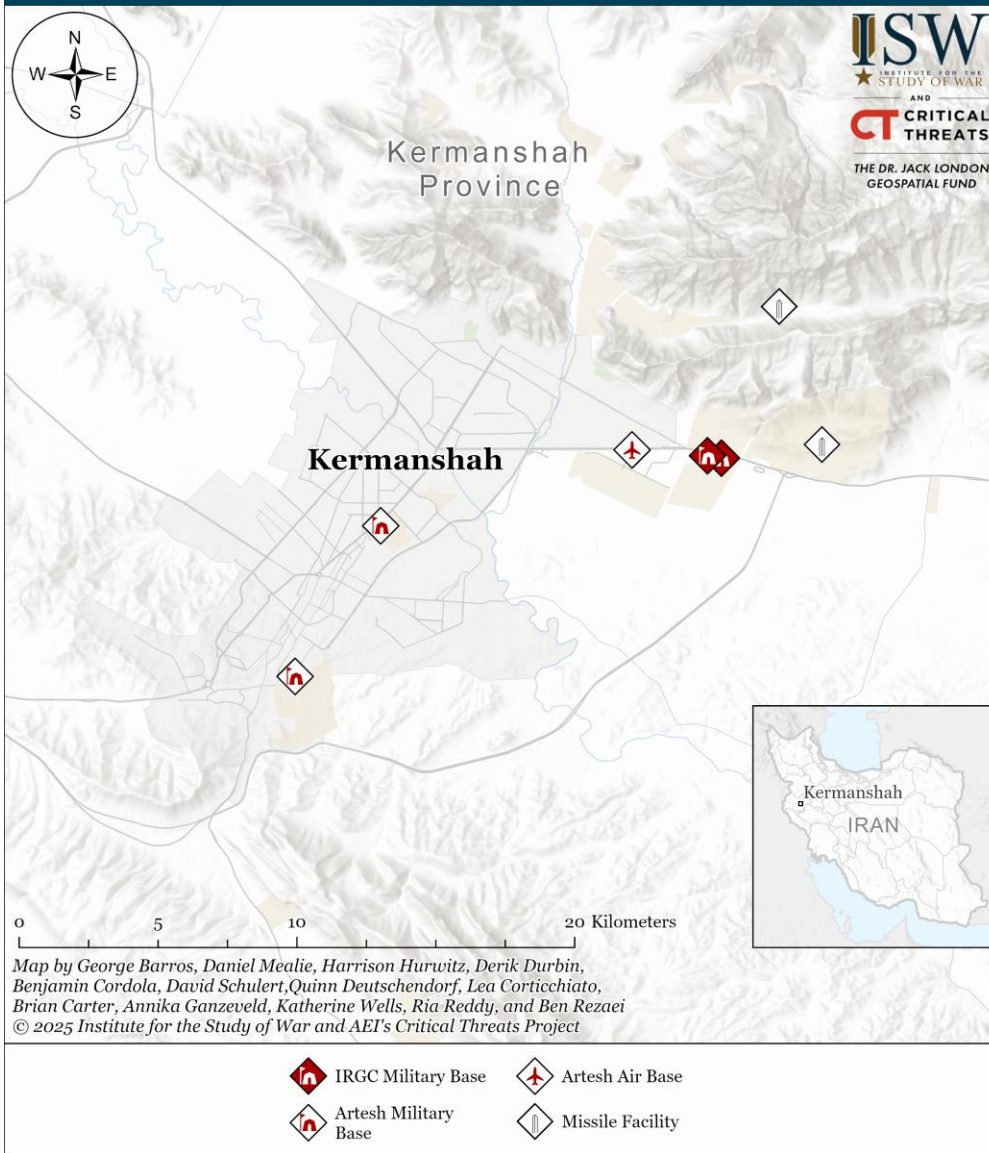 N
W E
S
ISW
INSTITUTE FOR THE
STUDY OF WAR
AND
CT CRITICAL
THREATS
THE DR. JACK LONDON
GEOSPATIAL FUND
Kermanshah
Province
Kermanshah
Kermanshah
IRAN
0 5 10 20 Kilometers
Map by George Barros, Daniel Mealie, Harrison Hurwitz, Derik Durbin,
Benjamin Cordola, David Schulert,Quinn Deutschendorf, Lea Corticchiato,
Brian Carter, Annika Ganzeveld, Katherine Wells, Ria Reddy, and Ben Rezaei
© 2025 Institute for the Study of War and AEI's Critical Threats Project
IRGC Military Base
Artesh Air Base
Artesh Military
Base
Missile Facility